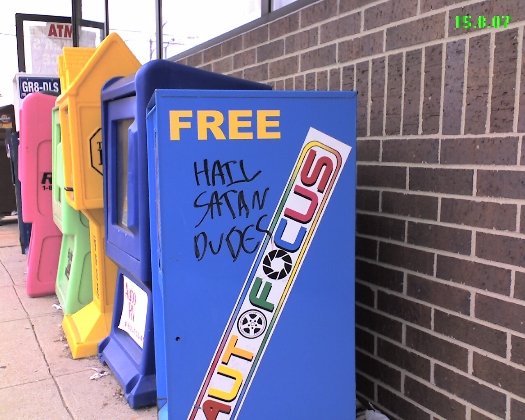 15.8.07
ATM
GR8-DLS
FREE
HAIL
SATAN
DUDES
AUTOFOCUS